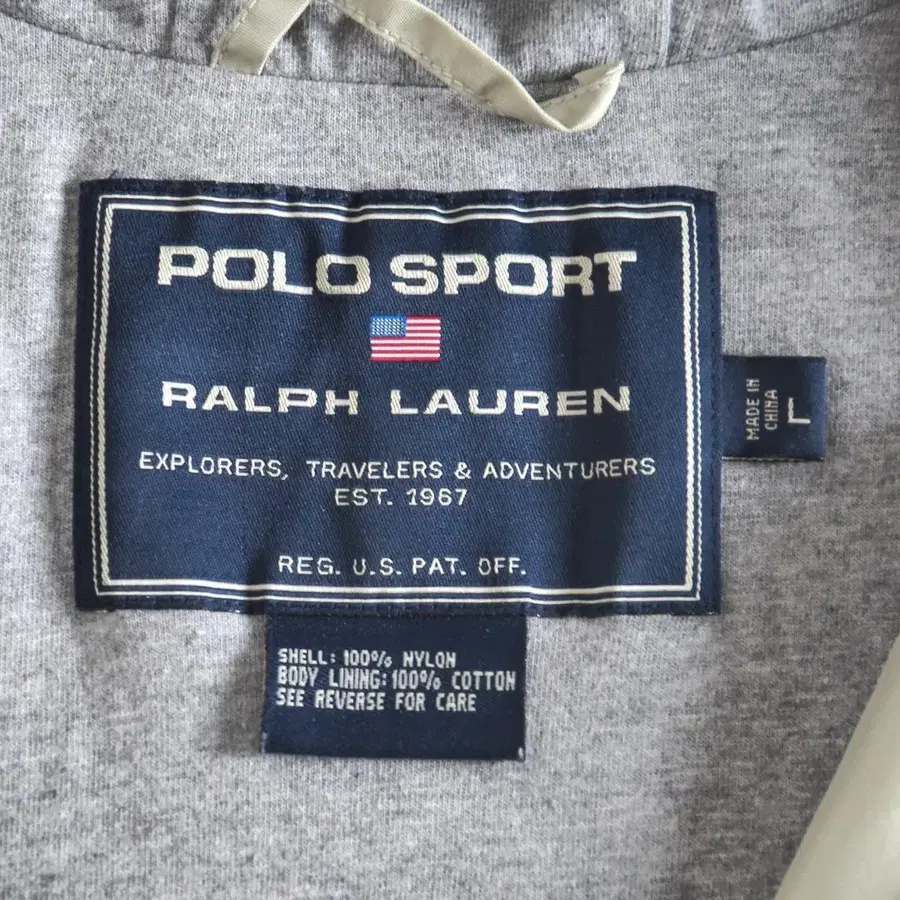 POLO SPORT
RALPH LAUREN
EXPLORERS, TRAVELERS & ADVENTURERS
EST. 1967
REG. U.S. PAT. OFF.
MADE IN
CHINA
L
SHELL: 100% NYLON
BODY LINING: 100% COTTON
SEE REVERSE FOR CARE